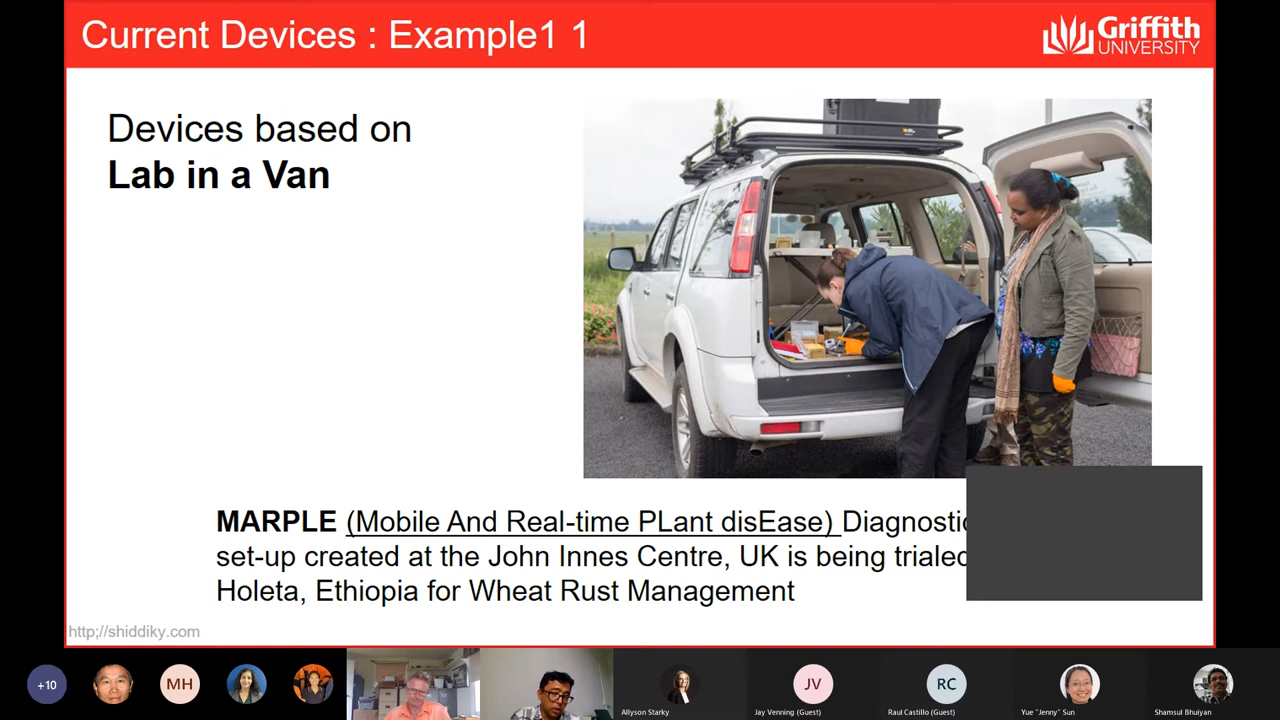 Current Devices : Example1 1
Griffith
UNIVERSITY
Devices based on
Lab in a Van
MARPLE (Mobile And Real-time PLant disEase)
set-up created at the John Innes Centre, UK is being trialed
Holeta, Ethiopia for Wheat Rust Management
http;//shiddiky.com
+10
MH
JV
RC
Allyson Starky
Jay Venning (Guest)
Raul Castillo (Guest)
Yue "Jenny" Sun
Shamsul Bhuiyan